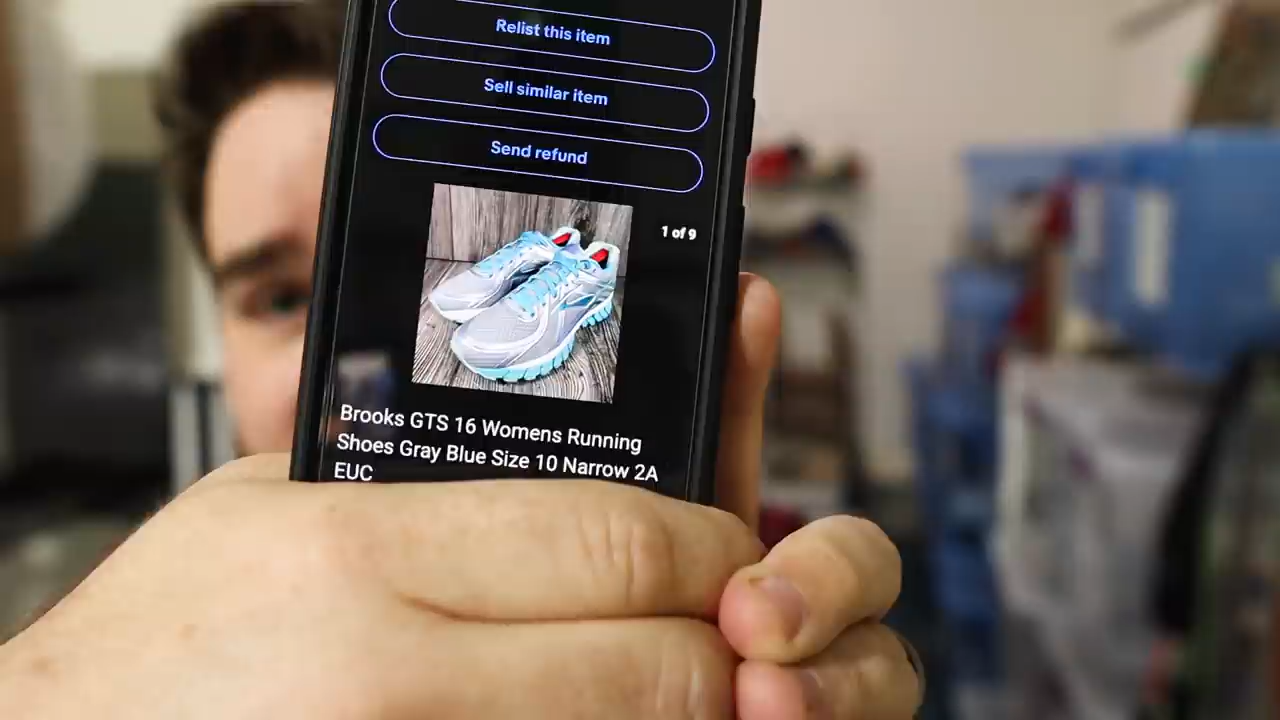 Relist this item
Sell similar item
Send refund
1 of 9
Brooks GTS 16 Womens Running
Shoes Gray Blue Size 10 Narrow 2A
EUC